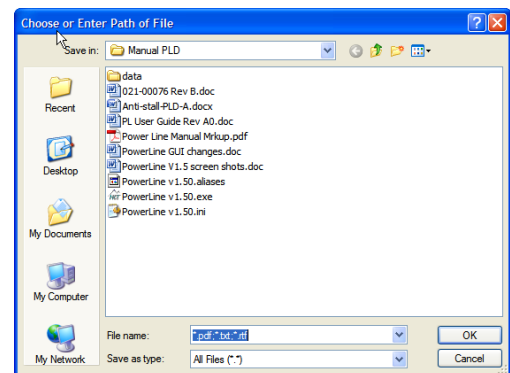 Choose or Enter Path of File
Save in: Manual PLD
data
021-00076 Rev B.doc
Anti-stall-PLD-A.docx
PL User Guide Rev A0.doc
Power Line Manual Mrkup.pdf
PowerLine GUI changes.doc
PowerLine V1.5 screen shots.doc
PowerLine v1.50.aliases
PowerLine v1.50.exe
PowerLine v1.50.ini
Recent
Desktop
My Documents
My Computer
My Network
File name: *.pdf;*.txt;*.rtf OK
Save as type: All Files (*.*) Cancel